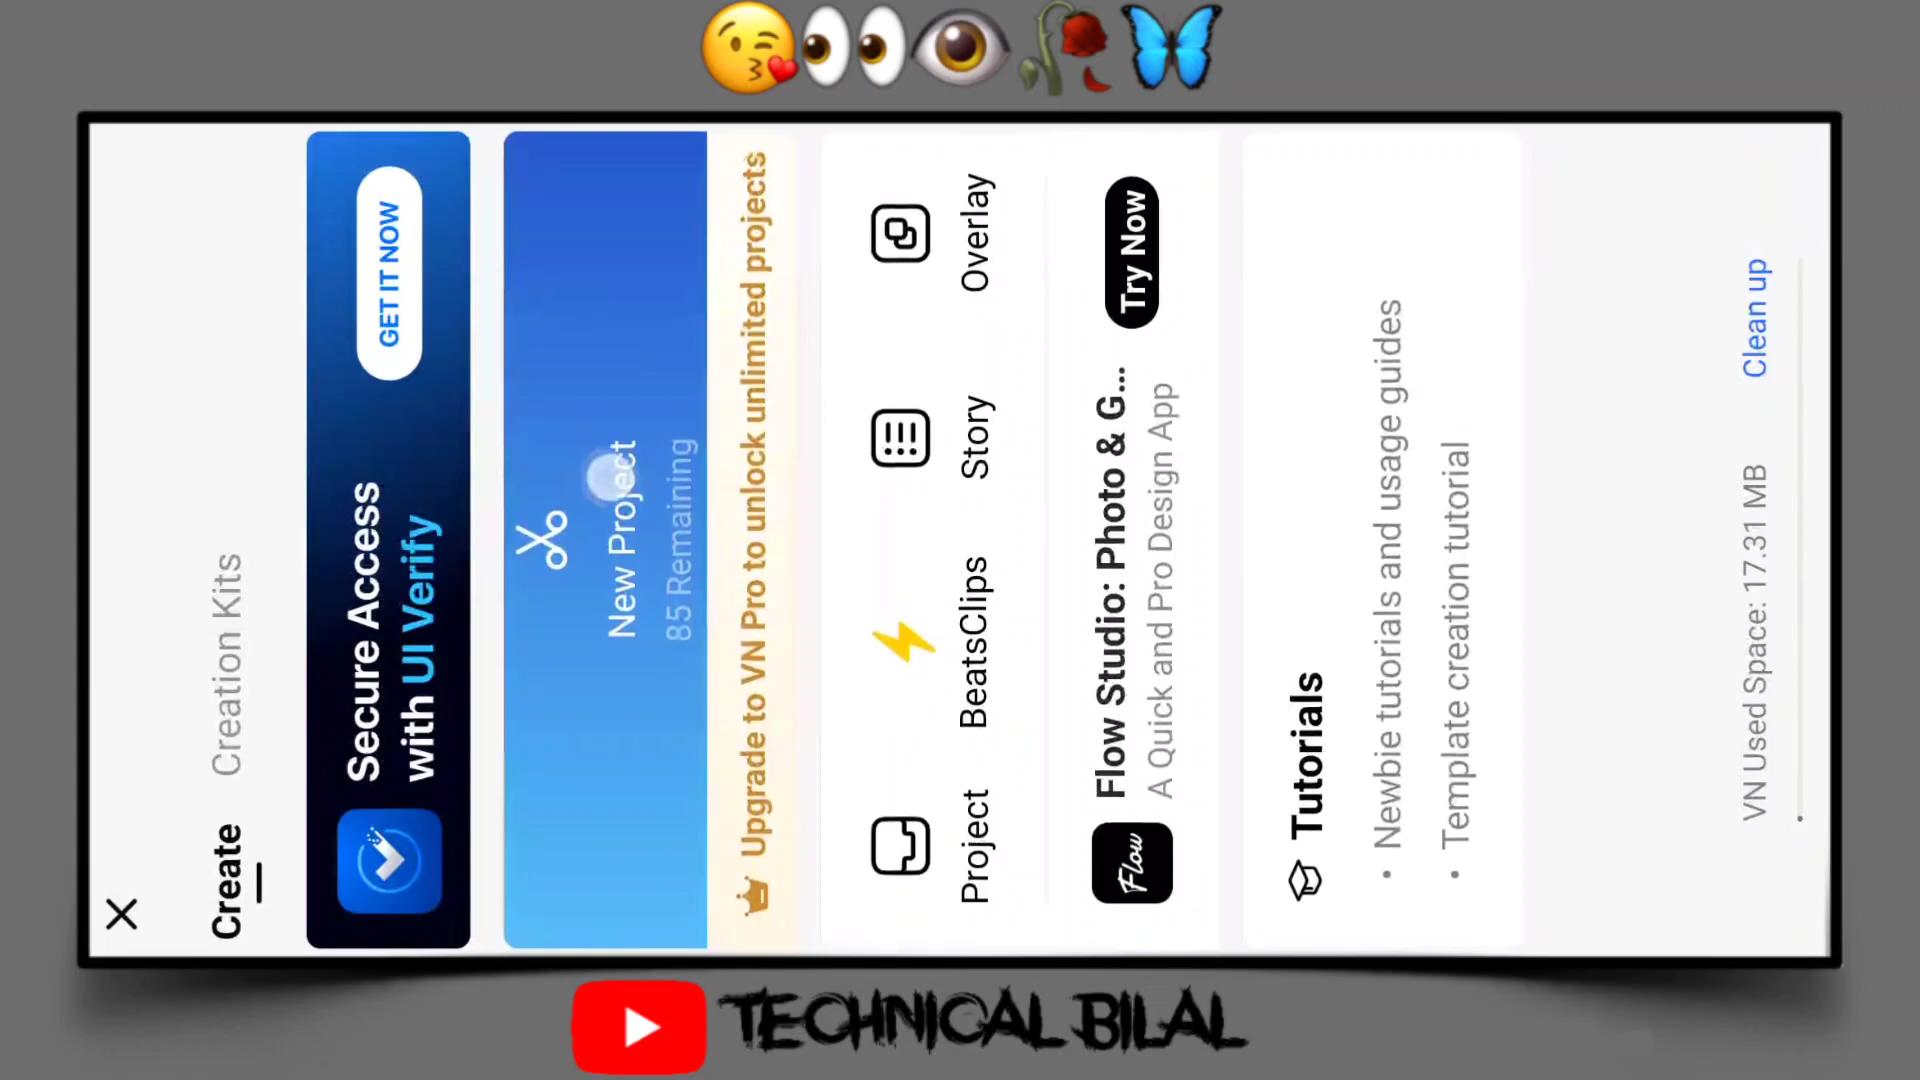 Create Creation Kits
Secure Access
with UI Verify
GET IT NOW
New Project
85 Remaining
Upgrade to VN Pro to unlock unlimited projects
Project BeatsClips Story Overlay
Flow
Flow Studio: Photo & G...
A Quick and Pro Design App
Try Now
Tutorials
• Newbie tutorials and usage guides
• Template creation tutorial
VN Used Space: 17.31 MB Clean up
TECHNICAL BILAL